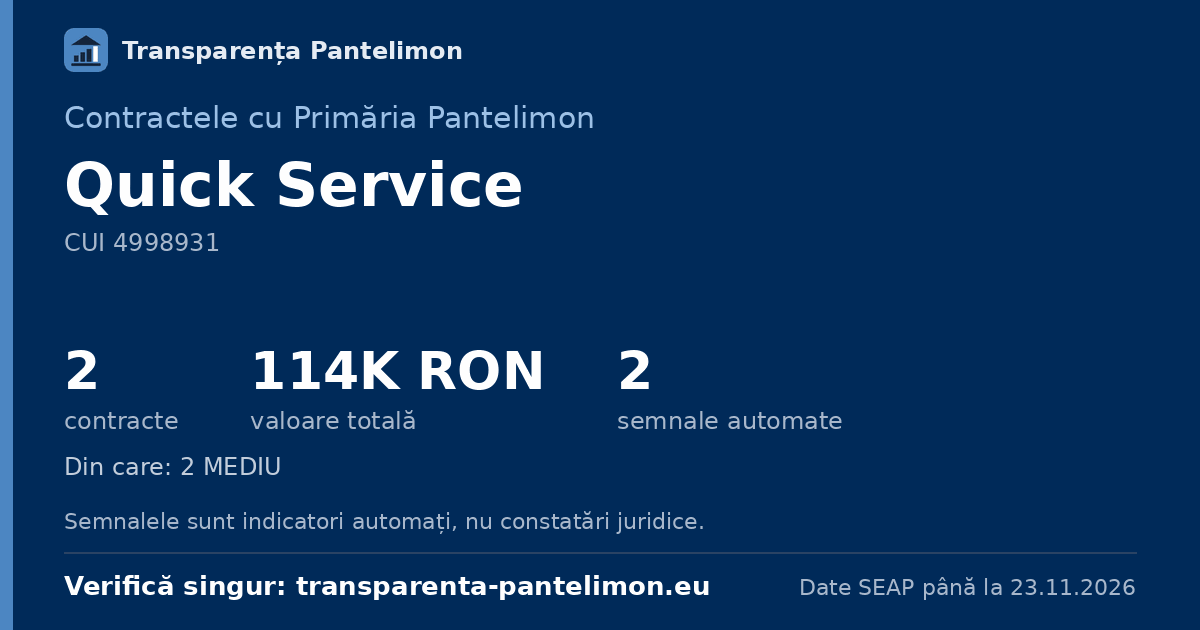 Transparența Pantelimon
Contractele cu Primăria Pantelimon
Quick Service
CUI 4998931
2 114K RON 2
contracte valoare totală semnale automate
Din care: 2 MEDIU
Semnalele sunt indicatori automați, nu constatări juridice.
Verifică singur: transparenta-pantelimon.eu Date SEAP până la 23.11.2026